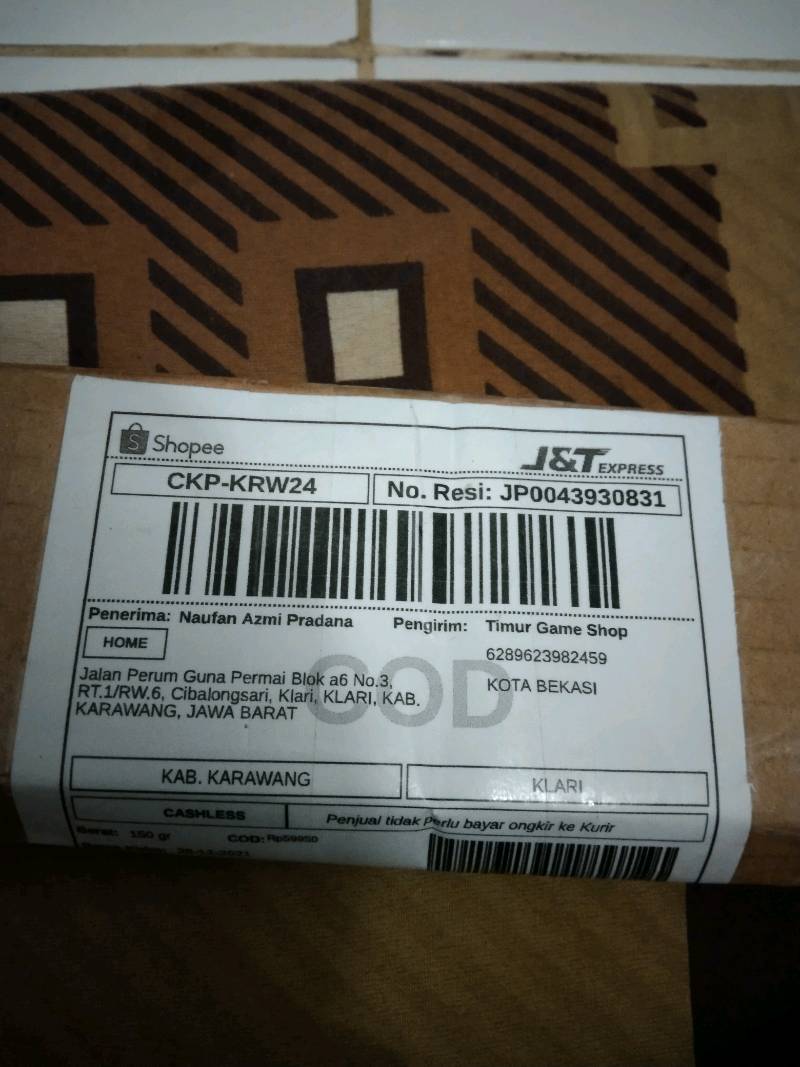 Shopee
J&T EXPRESS
CKP-KRW24
No. Resi: JP0043930831
Penerima: Naufan Azmi Pradana
Pengirim: Timur Game Shop
HOME
6289623982459
KOTA BEKASI
Jalan Perum Guna Permai Blok a6 No.3,
RT.1/RW.6, Cibalongsari, Klari, KLARI, KAB.
KARAWANG, JAWA BARAT
COD
KAB. KARAWANG
KLARI
CASHLESS
Penjual tidak Perlu bayar ongkir ke Kurir
Berat: 150 gr
COD: Rp59950